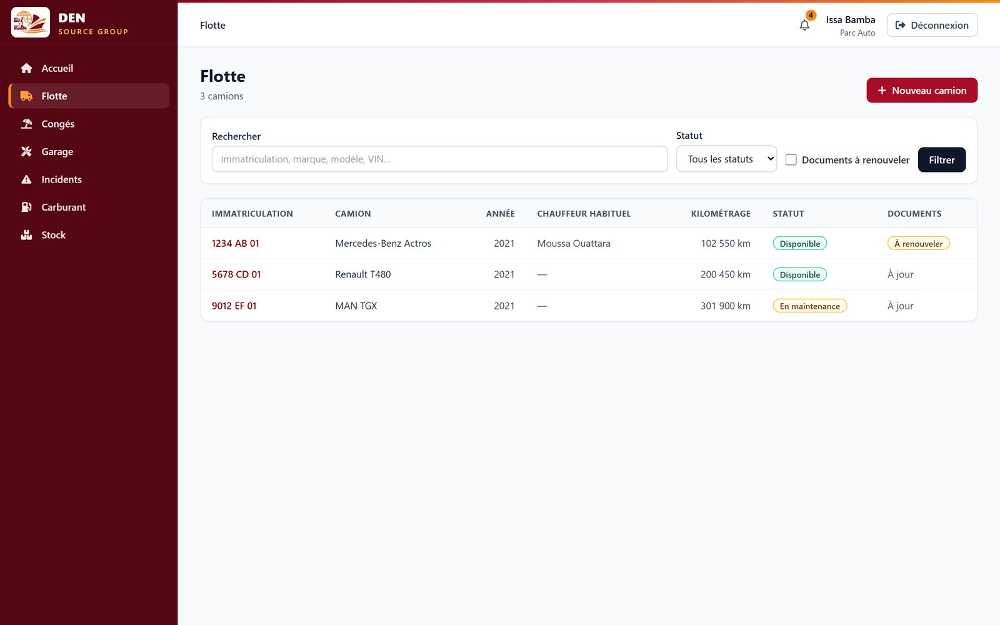 DEN
SOURCE GROUP
Accueil
Flotte
Congés
Garage
Incidents
Carburant
Stock
Flotte
4
Issa Bamba
Parc Auto
Déconnexion
Flotte
3 camions
+ Nouveau camion
Rechercher
Immatriculation, marque, modèle, VIN...
Statut
Tous les statuts
Documents à renouveler
Filtrer
IMMATRICULATION CAMION ANNÉE CHAUFFEUR HABITUEL KILOMÉTRAGE STATUT DOCUMENTS
1234 AB 01 Mercedes-Benz Actros 2021 Moussa Ouattara 102 550 km Disponible À renouveler
5678 CD 01 Renault T480 2021 — 200 450 km Disponible À jour
9012 EF 01 MAN TGX 2021 — 301 900 km En maintenance À jour